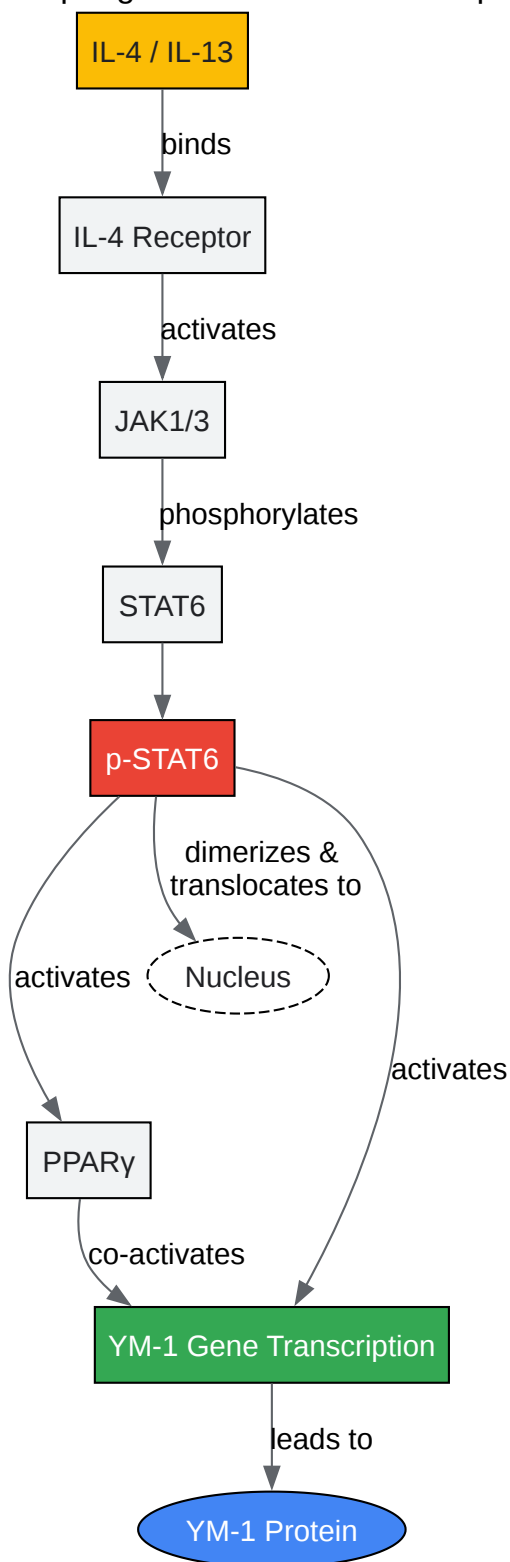 IL-4 / IL-13
binds
IL-4 Receptor
activates
JAK1/3
phosphorylates
STAT6
p-STAT6
dimerizes &
translocates to
activates
Nucleus
activates
PPARγ
co-activates
YM-1 Gene Transcription
leads to
YM-1 Protein